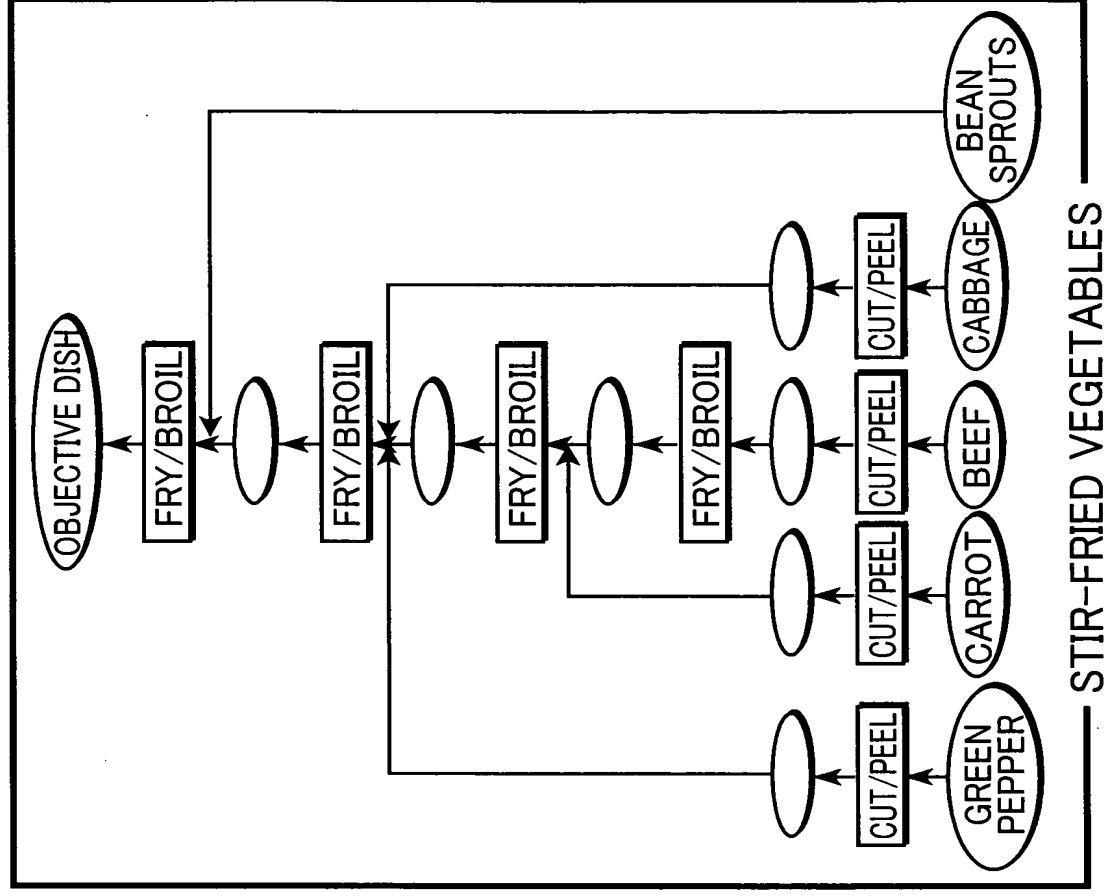 OBJECTIVE DISH
FRY/BROIL
FRY/BROIL
FRY/BROIL
FRY/BROIL
CUT/PEEL
CUT/PEEL
CUT/PEEL
CUT/PEEL
GREEN
PEPPER
CARROT
BEEF
CABBAGE
BEAN
SPROUTS
STIR-FRIED VEGETABLES